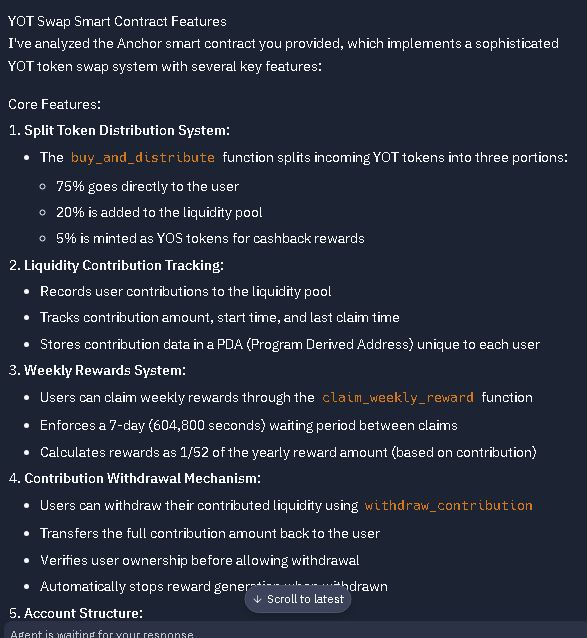 YOT Swap Smart Contract Features
I've analyzed the Anchor smart contract you provided, which implements a sophisticated
YOT token swap system with several key features:
Core Features:
1. Split Token Distribution System:
• The buy_and_distribute function splits incoming YOT tokens into three portions:
◦ 75% goes directly to the user
◦ 20% is added to the liquidity pool
◦ 5% is minted as YOS tokens for cashback rewards
2. Liquidity Contribution Tracking:
• Records user contributions to the liquidity pool
• Tracks contribution amount, start time, and last claim time
• Stores contribution data in a PDA (Program Derived Address) unique to each user
3. Weekly Rewards System:
• Users can claim weekly rewards through the claim_weekly_reward function
• Enforces a 7-day (604,800 seconds) waiting period between claims
• Calculates rewards as 1/52 of the yearly reward amount (based on contribution)
4. Contribution Withdrawal Mechanism:
• Users can withdraw their contributed liquidity using withdraw_contribution
• Transfers the full contribution amount back to the user
• Verifies user ownership before allowing withdrawal
• Automatically stops reward generation when withdrawn
↓ Scroll to latest
5. Account Structure:
Agent is waiting for your response